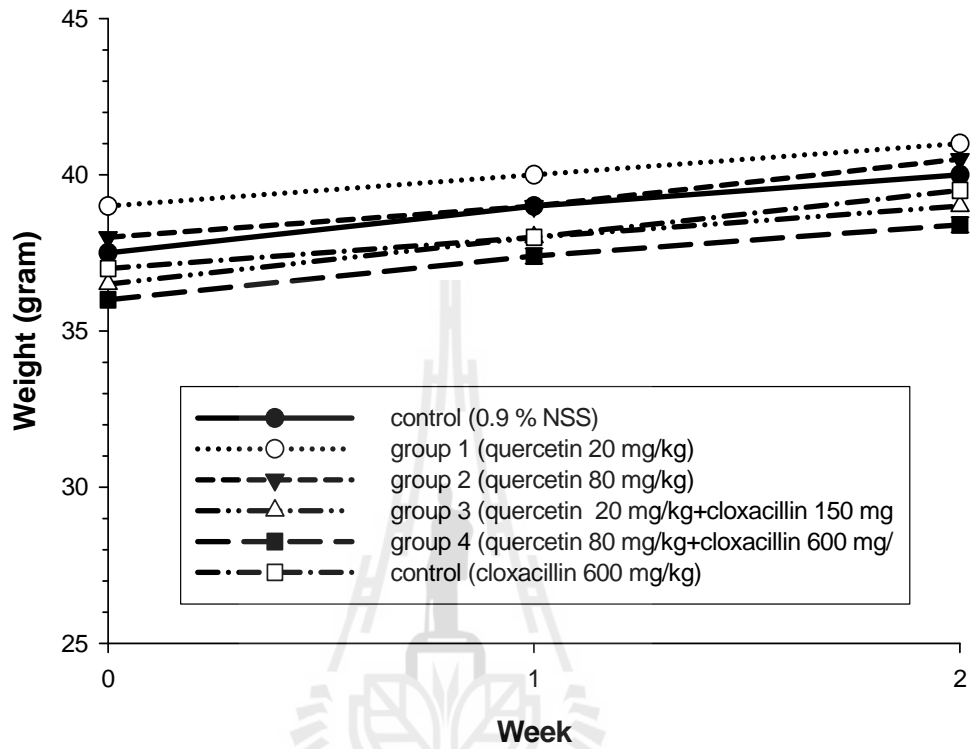 45
40
35
30
25
Weight (gram)
control (0.9 % NSS)
group 1 (quercetin 20 mg/kg)
group 2 (quercetin 80 mg/kg)
group 3 (quercetin 20 mg/kg+cloxacillin 150 mg
group 4 (quercetin 80 mg/kg+cloxacillin 600 mg/
control (cloxacillin 600 mg/kg)
0 1 2
Week